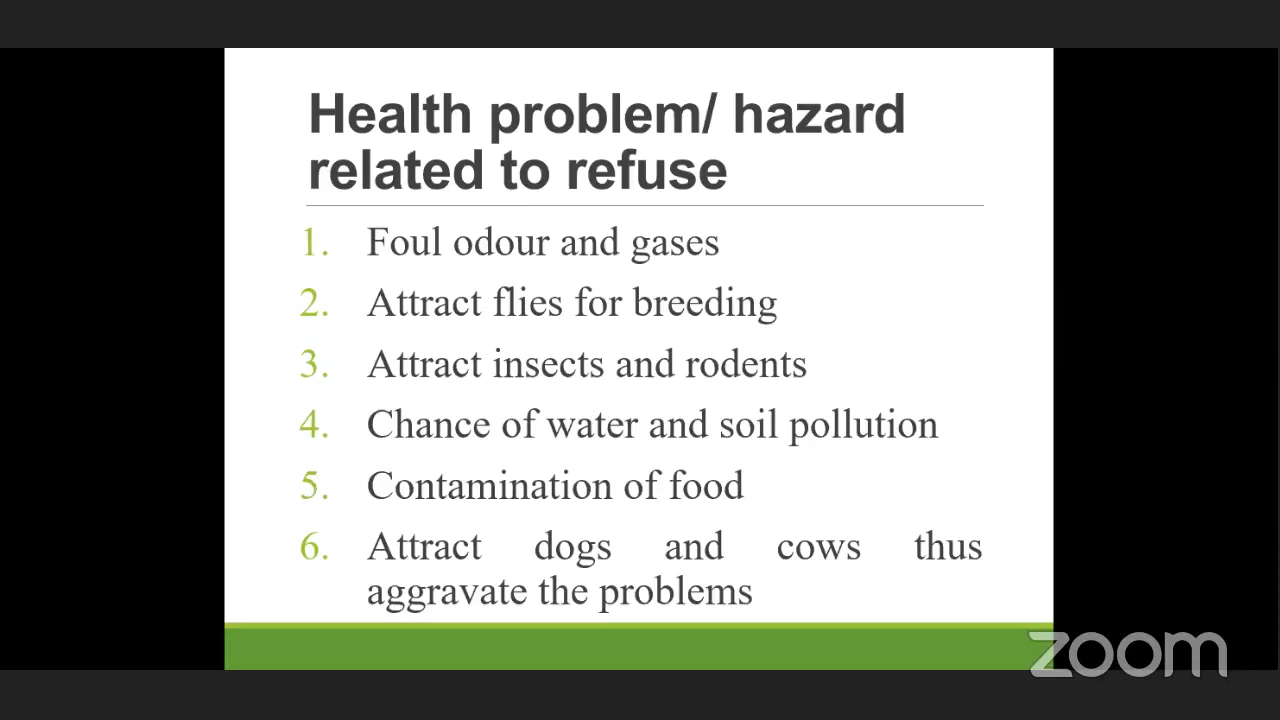 Health problem/ hazard
related to refuse
1. Foul odour and gases
2. Attract flies for breeding
3. Attract insects and rodents
4. Chance of water and soil pollution
5. Contamination of food
6. Attract dogs and cows thus
aggravate the problems
zoom